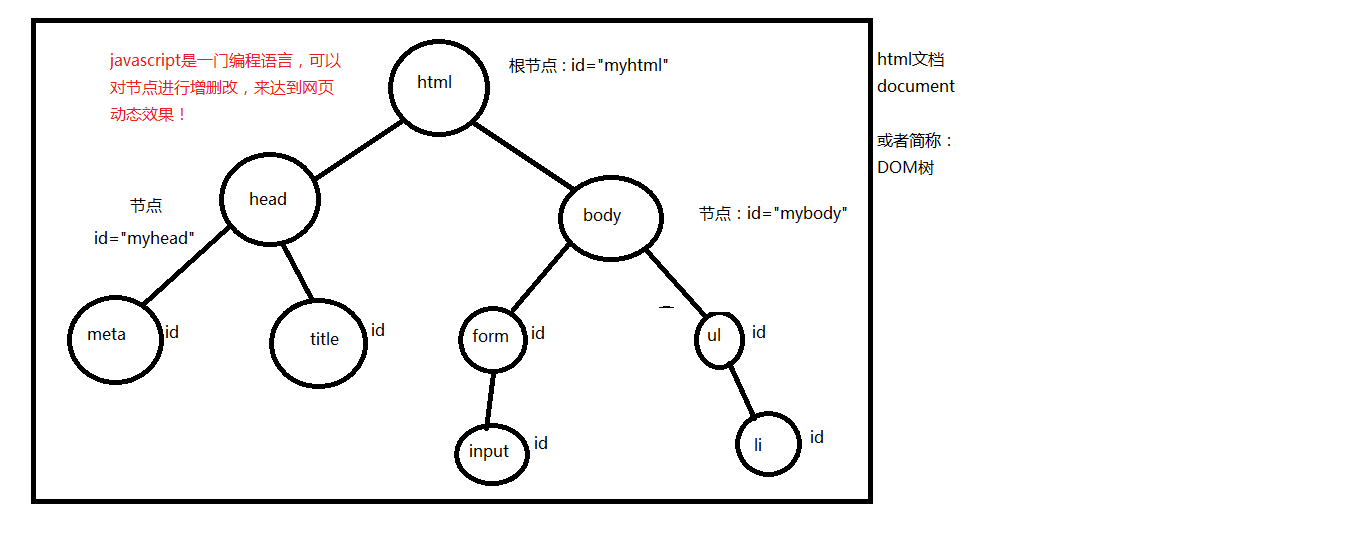 javascript是一门编程语言，可以
对节点进行增删改，来达到网页
动态效果！
html
根节点：id="myhtml"
html文档
document
或者简称：
DOM树
head
节点
id="myhead"
body
节点：id="mybody"
meta
id
title
id
form
id
ul
id
input
id
li
id